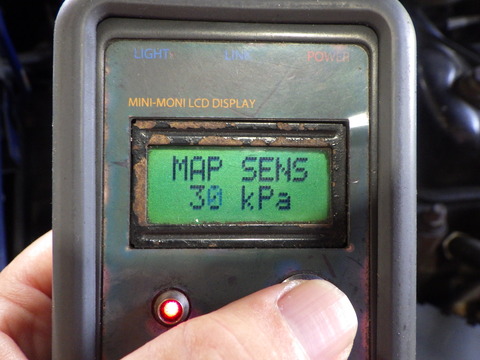 LIGHT LINK POWER
MINI-MONI LCD DISPLAY
MAP SENS
30 kPa